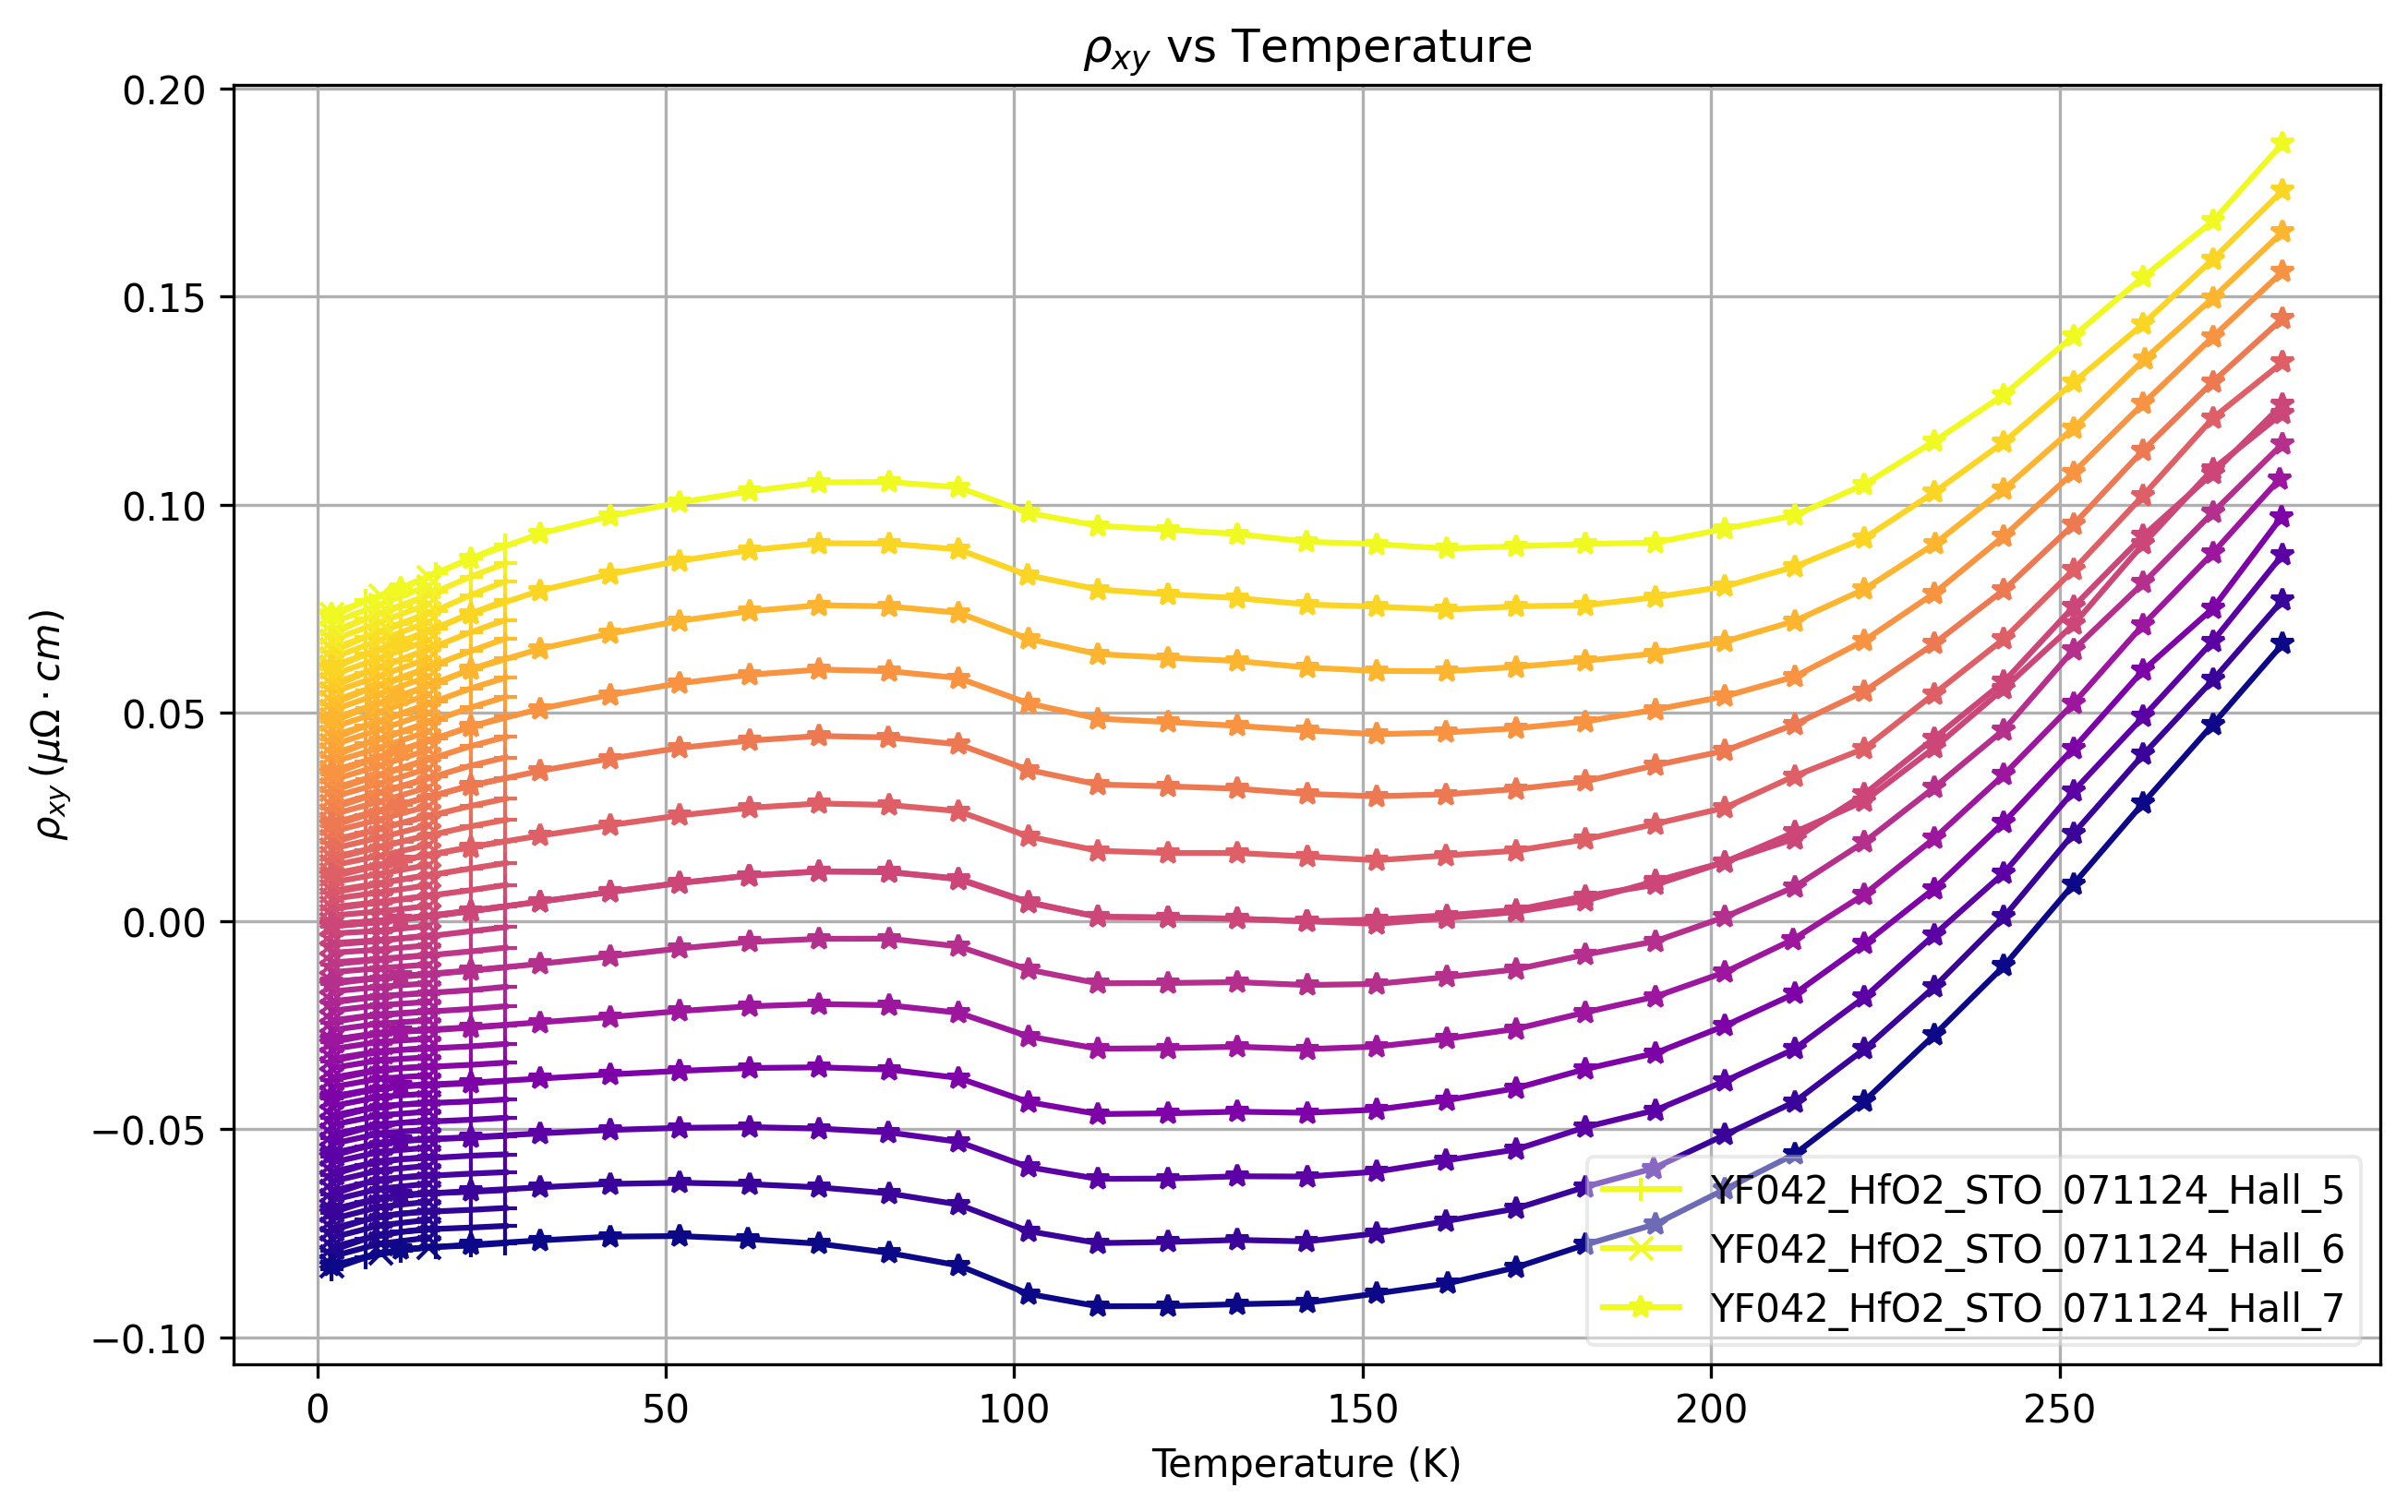 ρxy vs Temperature
0.20
0.15
0.10
0.05
0.00
−0.05
−0.10
ρxy (μΩ · cm)
0 50 100 150 200 250
Temperature (K)
YF042_HfO2_STO_071124_Hall_5
YF042_HfO2_STO_071124_Hall_6
YF042_HfO2_STO_071124_Hall_7